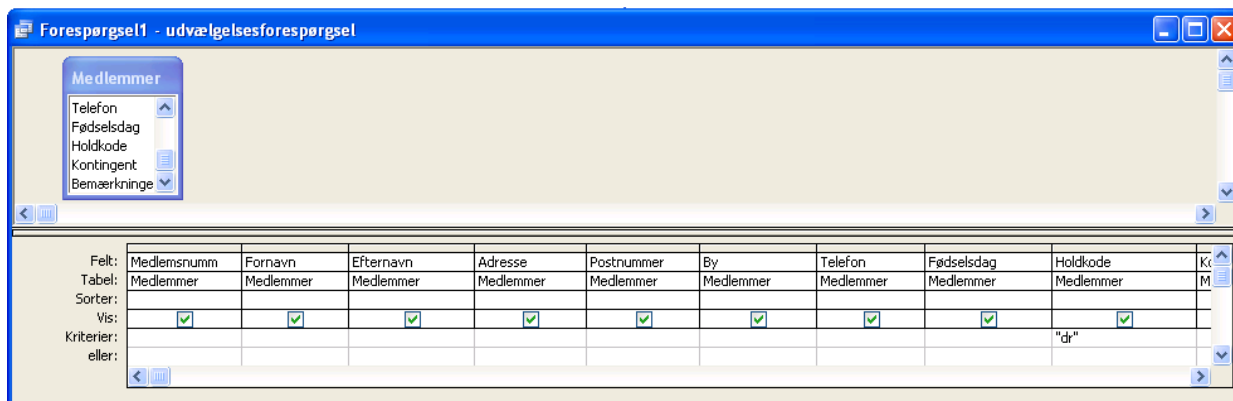 Forespørgsel1 - udvælgelsesforespørgsel
Medlemmer
Telefon
Fødselsdag
Holdkode
Kontingent
Bemærkninge
Felt: Medlemsnumm Fornavn Efternavn Adresse Postnummer By Telefon Fødselsdag Holdkode Ko
Tabel: Medlemmer Medlemmer Medlemmer Medlemmer Medlemmer Medlemmer Medlemmer Medlemmer Medlemmer M
Sorter:
Vis:
Kriterier: "dr"
eller: